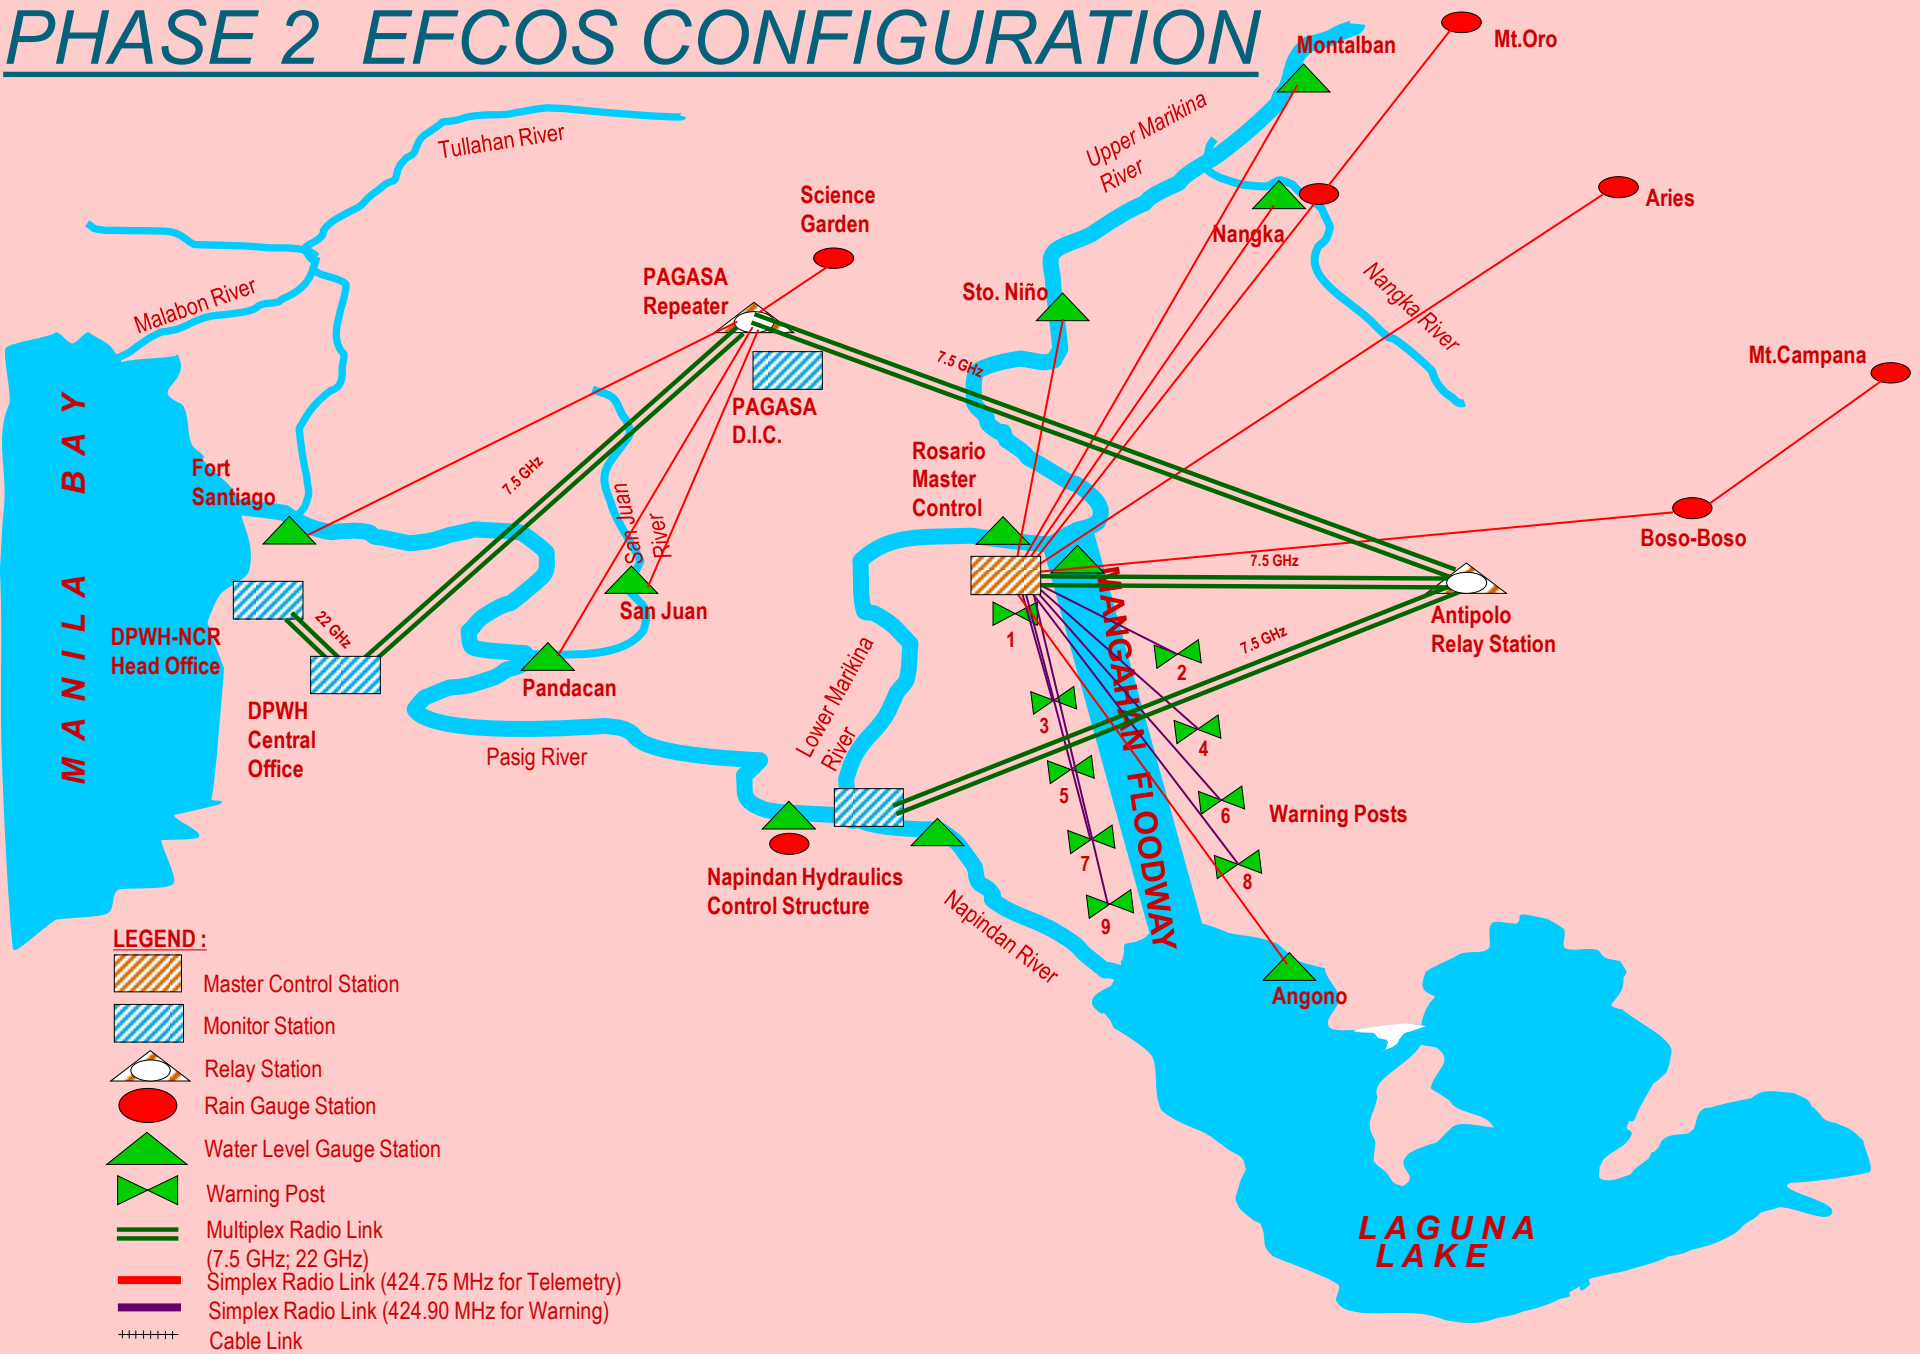 PHASE 2 EFCOS CONFIGURATION
Montalban
Mt.Oro
Upper Marikina
River
Tullahan River
Science
Garden
Aries
Nangka
PAGASA
Repeater
Sto. Niño
Nangka River
Malabon River
Mt.Campana
7.5 GHz
PAGASA
D.I.C.
MANILA BAY
Fort
Santiago
7.5 GHz
Rosario
Master
Control
San Juan
River
Boso-Boso
7.5 GHz
San Juan
DPWH-NCR
Head Office
22 GHz
Antipolo
Relay Station
7.5 GHz
MANGAHAN FLOODWAY
1
2
3
4
5
6
7
8
9
Warning Posts
Pandacan
DPWH
Central
Office
Pasig River
Lower Marikina
River
Napindan Hydraulics
Control Structure
Napindan River
Angono
LEGEND :
Master Control Station
Monitor Station
Relay Station
Rain Gauge Station
Water Level Gauge Station
Warning Post
Multiplex Radio Link
(7.5 GHz; 22 GHz)
Simplex Radio Link (424.75 MHz for Telemetry)
Simplex Radio Link (424.90 MHz for Warning)
Cable Link
LAGUNA
LAKE